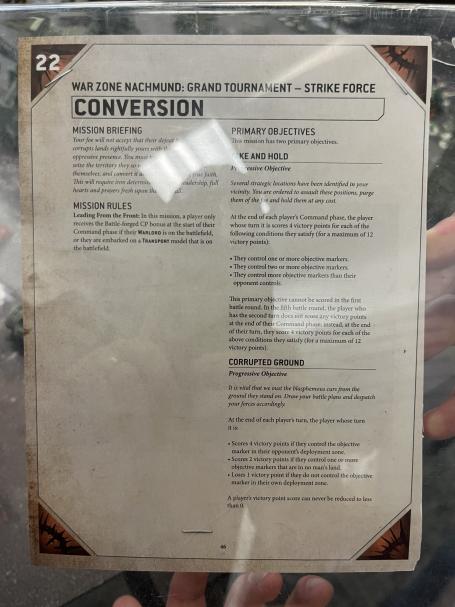 22
WAR ZONE NACHMUND: GRAND TOURNAMENT – STRIKE FORCE
CONVERSION
MISSION BRIEFING
Your foe will not accept that their defeat
corrupts lands rightfully yours with
oppressive presence. You must
seize the territory they so
themselves, and convert it true faith.
This will require iron leadership, full
hearts and prayers fresh upon
MISSION RULES
Leading From the Front: In this mission, a player only
receives the Battle-forged CP bonus at the start of their
Command phase if their WARLORD is on the battlefield,
or they are embarked on a TRANSPORT model that is on
the battlefield.
PRIMARY OBJECTIVES
This mission has two primary objectives.
KE AND HOLD
Progressive Objective
Several strategic locations have been identified to your
vicinity. You are ordered to assault these positions, purge
them of the foe and hold them at any cost.
At the end of each player's Command phase, the player
whose turn it is scores 4 victory points for each of the
following conditions they satisfy (for a maximum of 12
victory points):
• They control one or more objective markers.
• They control two or more objective markers.
• They control more objective markers than their
opponent controls.
This primary objective cannot be scored in the first
battle round. In the fifth battle round, the player who
has the second turn does not score any victory points
at the end of their Command phase; instead, at the end
of their turn, they score 4 victory points for each of the
above conditions they satisfy (for a maximum of 12
victory points).
CORRUPTED GROUND
Progressive Objective
It is vital that we must the blasphemous curs from the
ground they stand on. Draw your battle plans and despatch
your forces accordingly.
At the end of each player's turn, the player whose turn
it is:
• Scores 4 victory points if they control the objective
marker in their opponent's deployment zone.
• Scores 2 victory points if they control one or more
objective markers that are in no man's land.
• Loses 1 victory point if they do not control the objective
marker in their own deployment zone.
A player's victory point score can never be reduced to less
than 0.
46